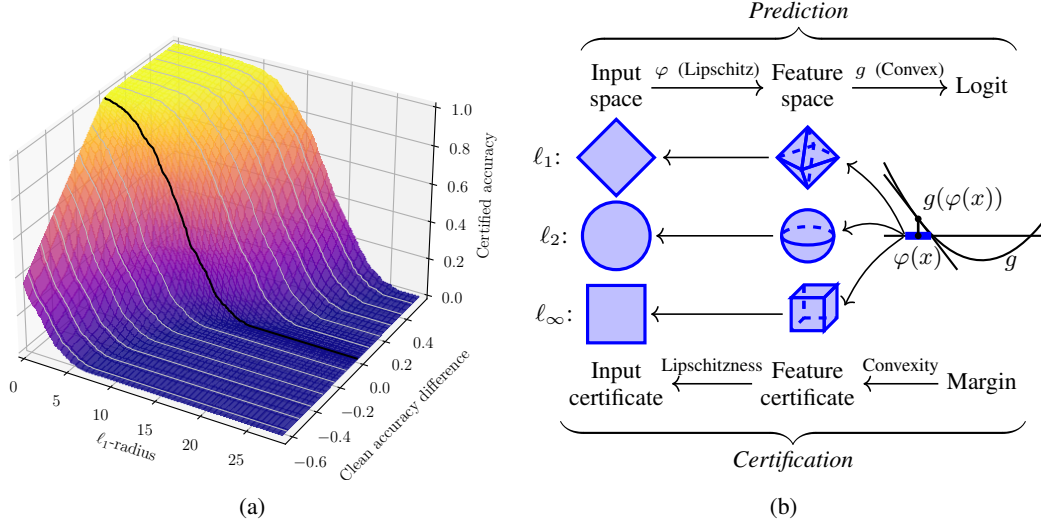 1.0
0.8
0.6
0.4
0.2
0.0
Certified accuracy
0.4
0.2
0.0
−0.2
−0.4
−0.6
Clean accuracy difference
0
5
10
15
20
25
ℓ1-radius
(a)
Prediction
Input space
φ (Lipschitz)
Feature space
g (Convex)
Logit
ℓ1:
ℓ2:
ℓ∞:
g(φ(x))
φ(x)
g
Input certificate
Lipschitzness
Feature certificate
Convexity
Margin
Certification
(b)